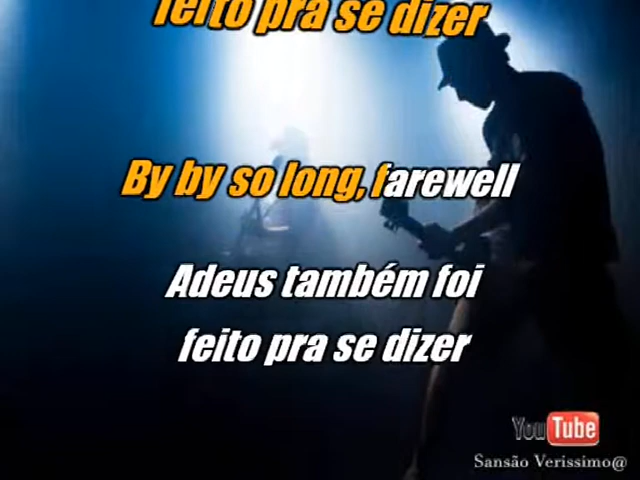 feito pra se dizer
By by so long, farewell
Adeus também foi
feito pra se dizer
YouTube
Sansão Verissimo@